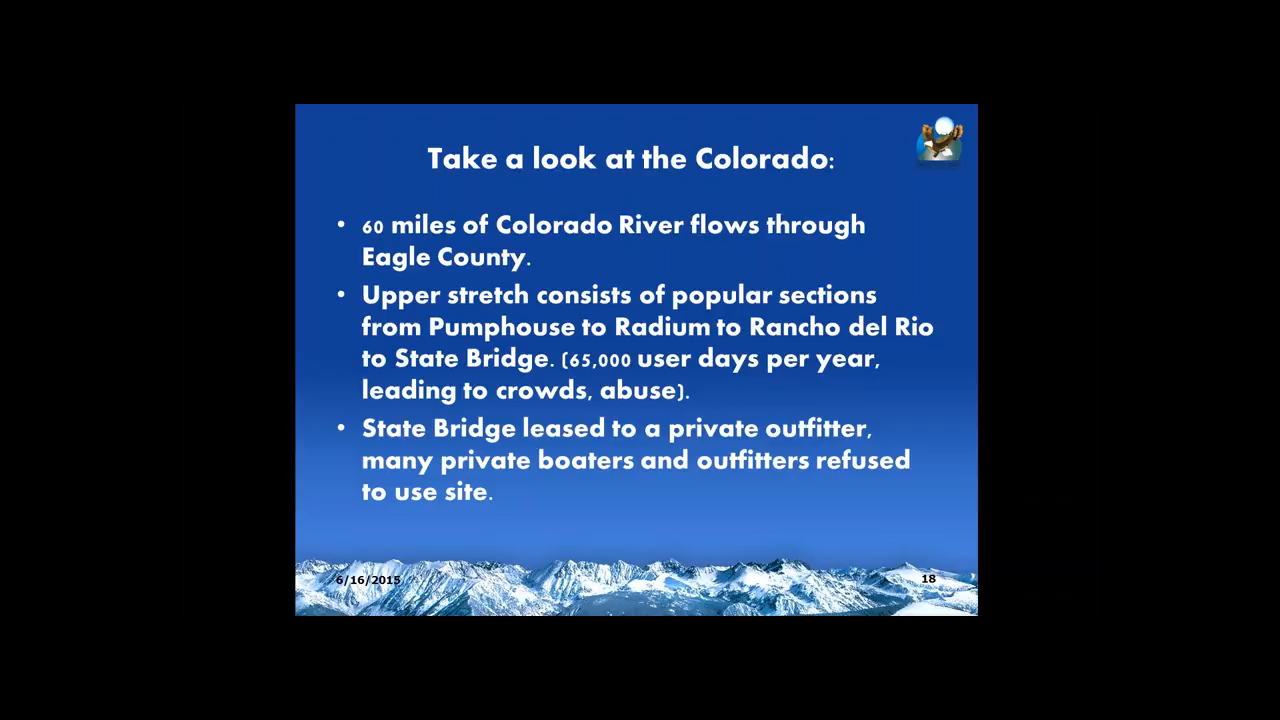 Take a look at the Colorado:
• 60 miles of Colorado River flows through
Eagle County.
• Upper stretch consists of popular sections
from Pumphouse to Radium to Rancho del Rio
to State Bridge. (65,000 user days per year,
leading to crowds, abuse).
• State Bridge leased to a private outfitter,
many private boaters and outfitters refused
to use site.
6/16/2015
18